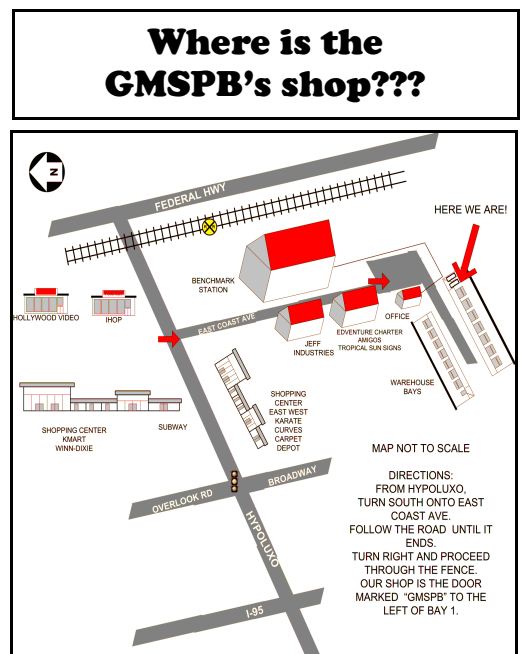 Where is the
GMSPB's shop???
N
FEDERAL HWY
HERE WE ARE!
BENCHMARK
STATION
HOLLYWOOD VIDEO
IHOP
EAST COAST AVE
OFFICE
JEFF
INDUSTRIES
EDVENTURE CHARTER
AMIGOS
TROPICAL SUN SIGNS
WAREHOUSE
BAYS
SHOPPING
CENTER
EAST WEST
KARATE
CURVES
CARPET
DEPOT
SHOPPING CENTER
KMART
WINN-DIXIE
SUBWAY
OVERLOOK RD
BROADWAY
HYPOLUXO
I-95
MAP NOT TO SCALE
DIRECTIONS:
FROM HYPOLUXO,
TURN SOUTH ONTO EAST
COAST AVE.
FOLLOW THE ROAD UNTIL IT
ENDS.
TURN RIGHT AND PROCEED
THROUGH THE FENCE.
OUR SHOP IS THE DOOR
MARKED "GMSPB" TO THE
LEFT OF BAY 1.